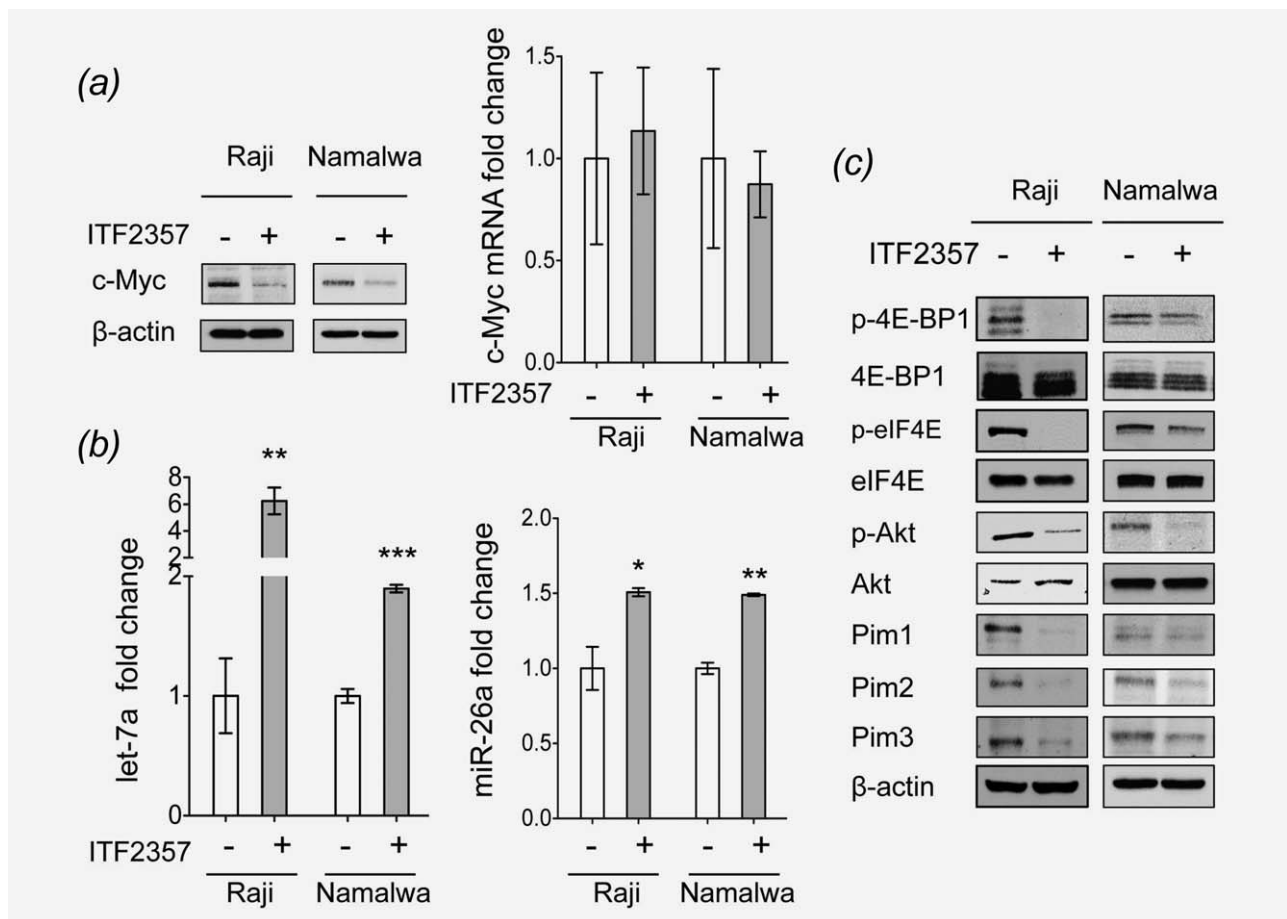 (a)
Raji Namalwa
ITF2357 - + - +
c-Myc
β-actin
c-Myc mRNA fold change
1.5
1.0
0.5
0.0
ITF2357 - + - +
Raji Namalwa
(b)
let-7a fold change
8
6
4
2
2
1
0
** ***
ITF2357 - + - +
Raji Namalwa
miR-26a fold change
2.0
1.5
1.0
0.5
0.0
* **
- + - +
Raji Namalwa
(c)
Raji Namalwa
ITF2357 - + - +
p-4E-BP1
4E-BP1
p-eIF4E
eIF4E
p-Akt
Akt
Pim1
Pim2
Pim3
β-actin